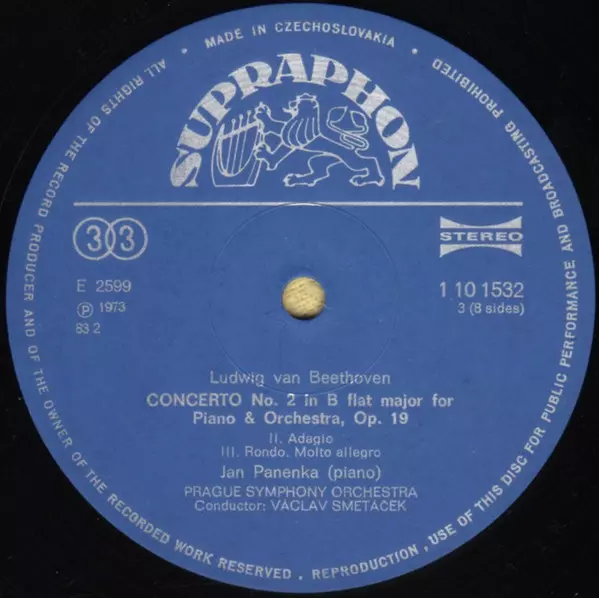 ALL RIGHTS OF THE RECORD PRODUCER AND OF THE OWNER OF THE RECORDED WORK RESERVED . REPRODUCTION , USE OF THIS DISC FOR PUBLIC PERFORMANCE AND BROADCASTING PROHIBITED
• MADE IN CZECHOSLOVAKIA •
SUPRAPHON
33
STEREO
E 2599
℗ 1973
83 2
1 10 1532
3 (8 sides)
Ludwig van Beethoven
CONCERTO No. 2 in B flat major for
Piano & Orchestra, Op. 19
II. Adagio
III. Rondo. Molto allegro
Jan Panenka (piano)
PRAGUE SYMPHONY ORCHESTRA
Conductor: VÁCLAV SMETÁČEK